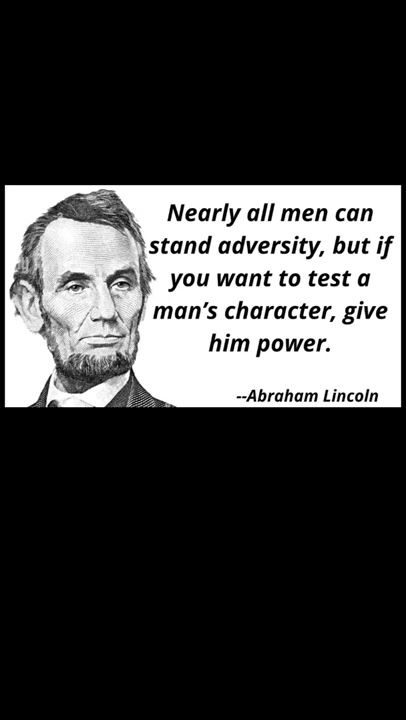 Nearly all men can
stand adversity, but if
you want to test a
man’s character, give
him power.
--Abraham Lincoln